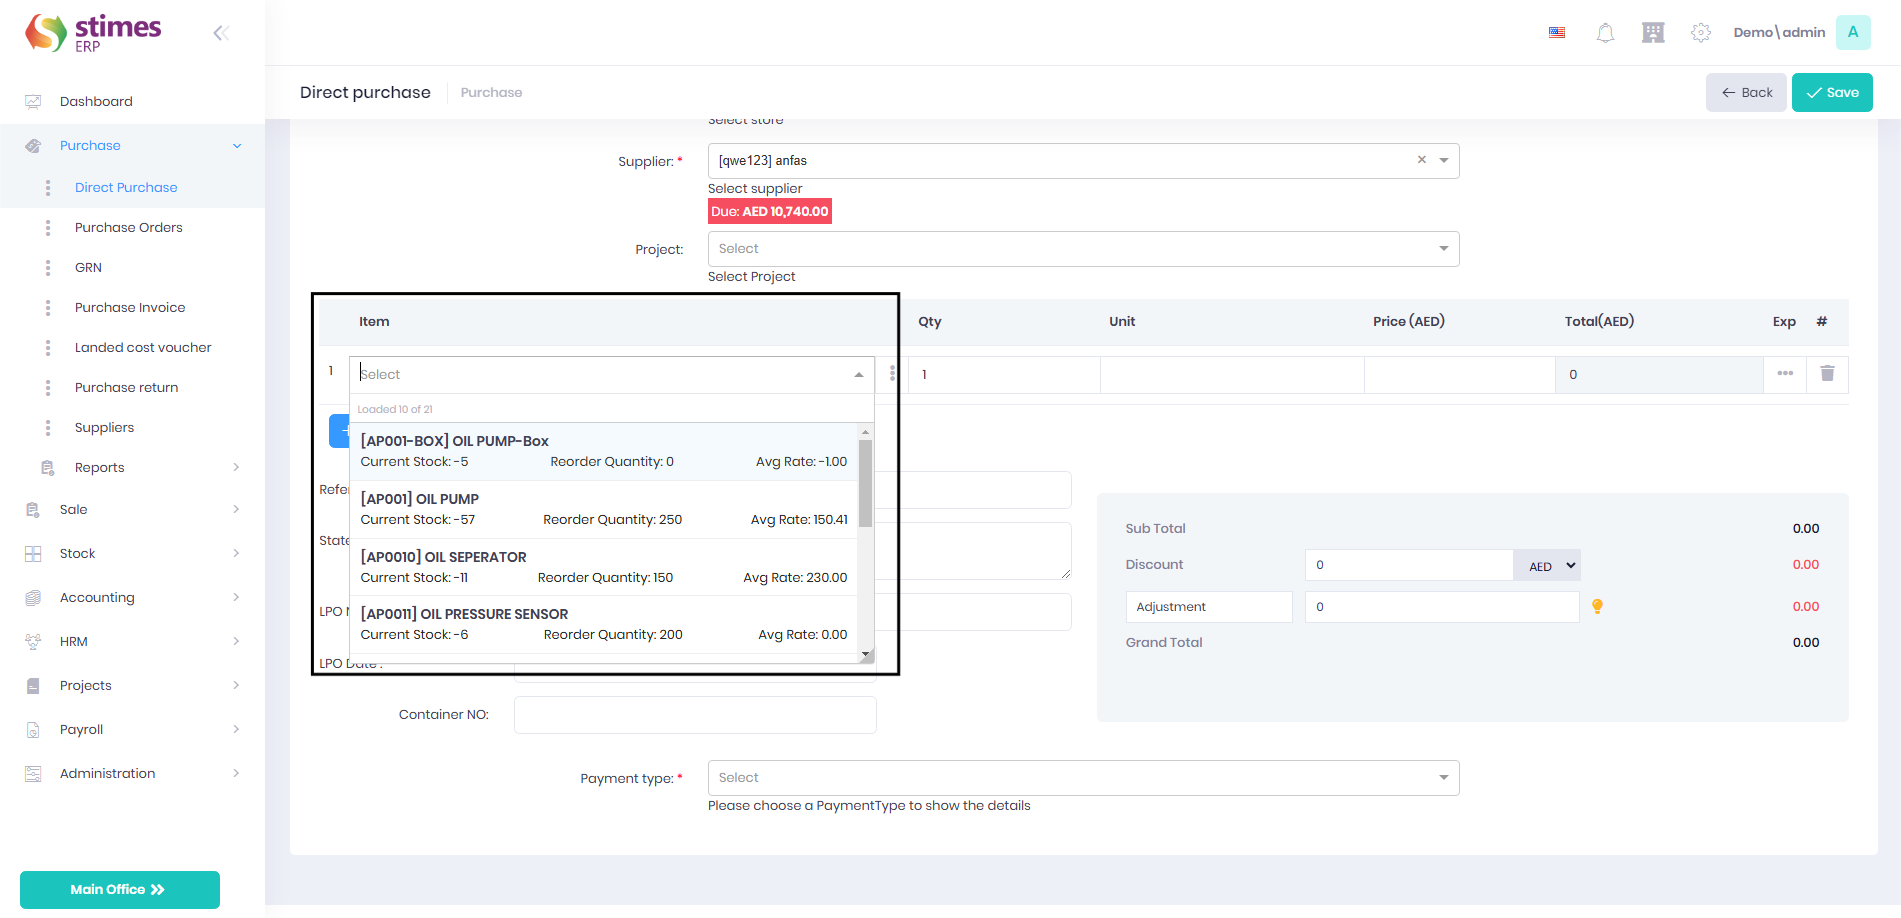 stimes
ERP
Demo\admin
A
Direct purchase
Purchase
Back
Save
Dashboard
Purchase
Direct Purchase
Purchase Orders
GRN
Purchase Invoice
Landed cost voucher
Purchase return
Suppliers
Reports
Sale
Stock
Accounting
HRM
Projects
Payroll
Administration
Main Office
Select store
Supplier: *
[qwe123] anfas
Select supplier
Due: AED 10,740.00
Project:
Select
Select Project
Item Qty Unit Price (AED) Total(AED) Exp #
1 Select 1 0
Loaded 10 of 21
[AP001-BOX] OIL PUMP-Box
Current Stock: -5 Reorder Quantity: 0 Avg Rate: -1.00
[AP001] OIL PUMP
Current Stock: -57 Reorder Quantity: 250 Avg Rate: 150.41
[AP0010] OIL SEPERATOR
Current Stock: -11 Reorder Quantity: 150 Avg Rate: 230.00
[AP0011] OIL PRESSURE SENSOR
Current Stock: -6 Reorder Quantity: 200 Avg Rate: 0.00
Refer
State
LPO N
LPO Date :
Container NO:
Sub Total 0.00
Discount 0 AED 0.00
Adjustment 0 0.00
Grand Total 0.00
Payment type: *
Select
Please choose a PaymentType to show the details